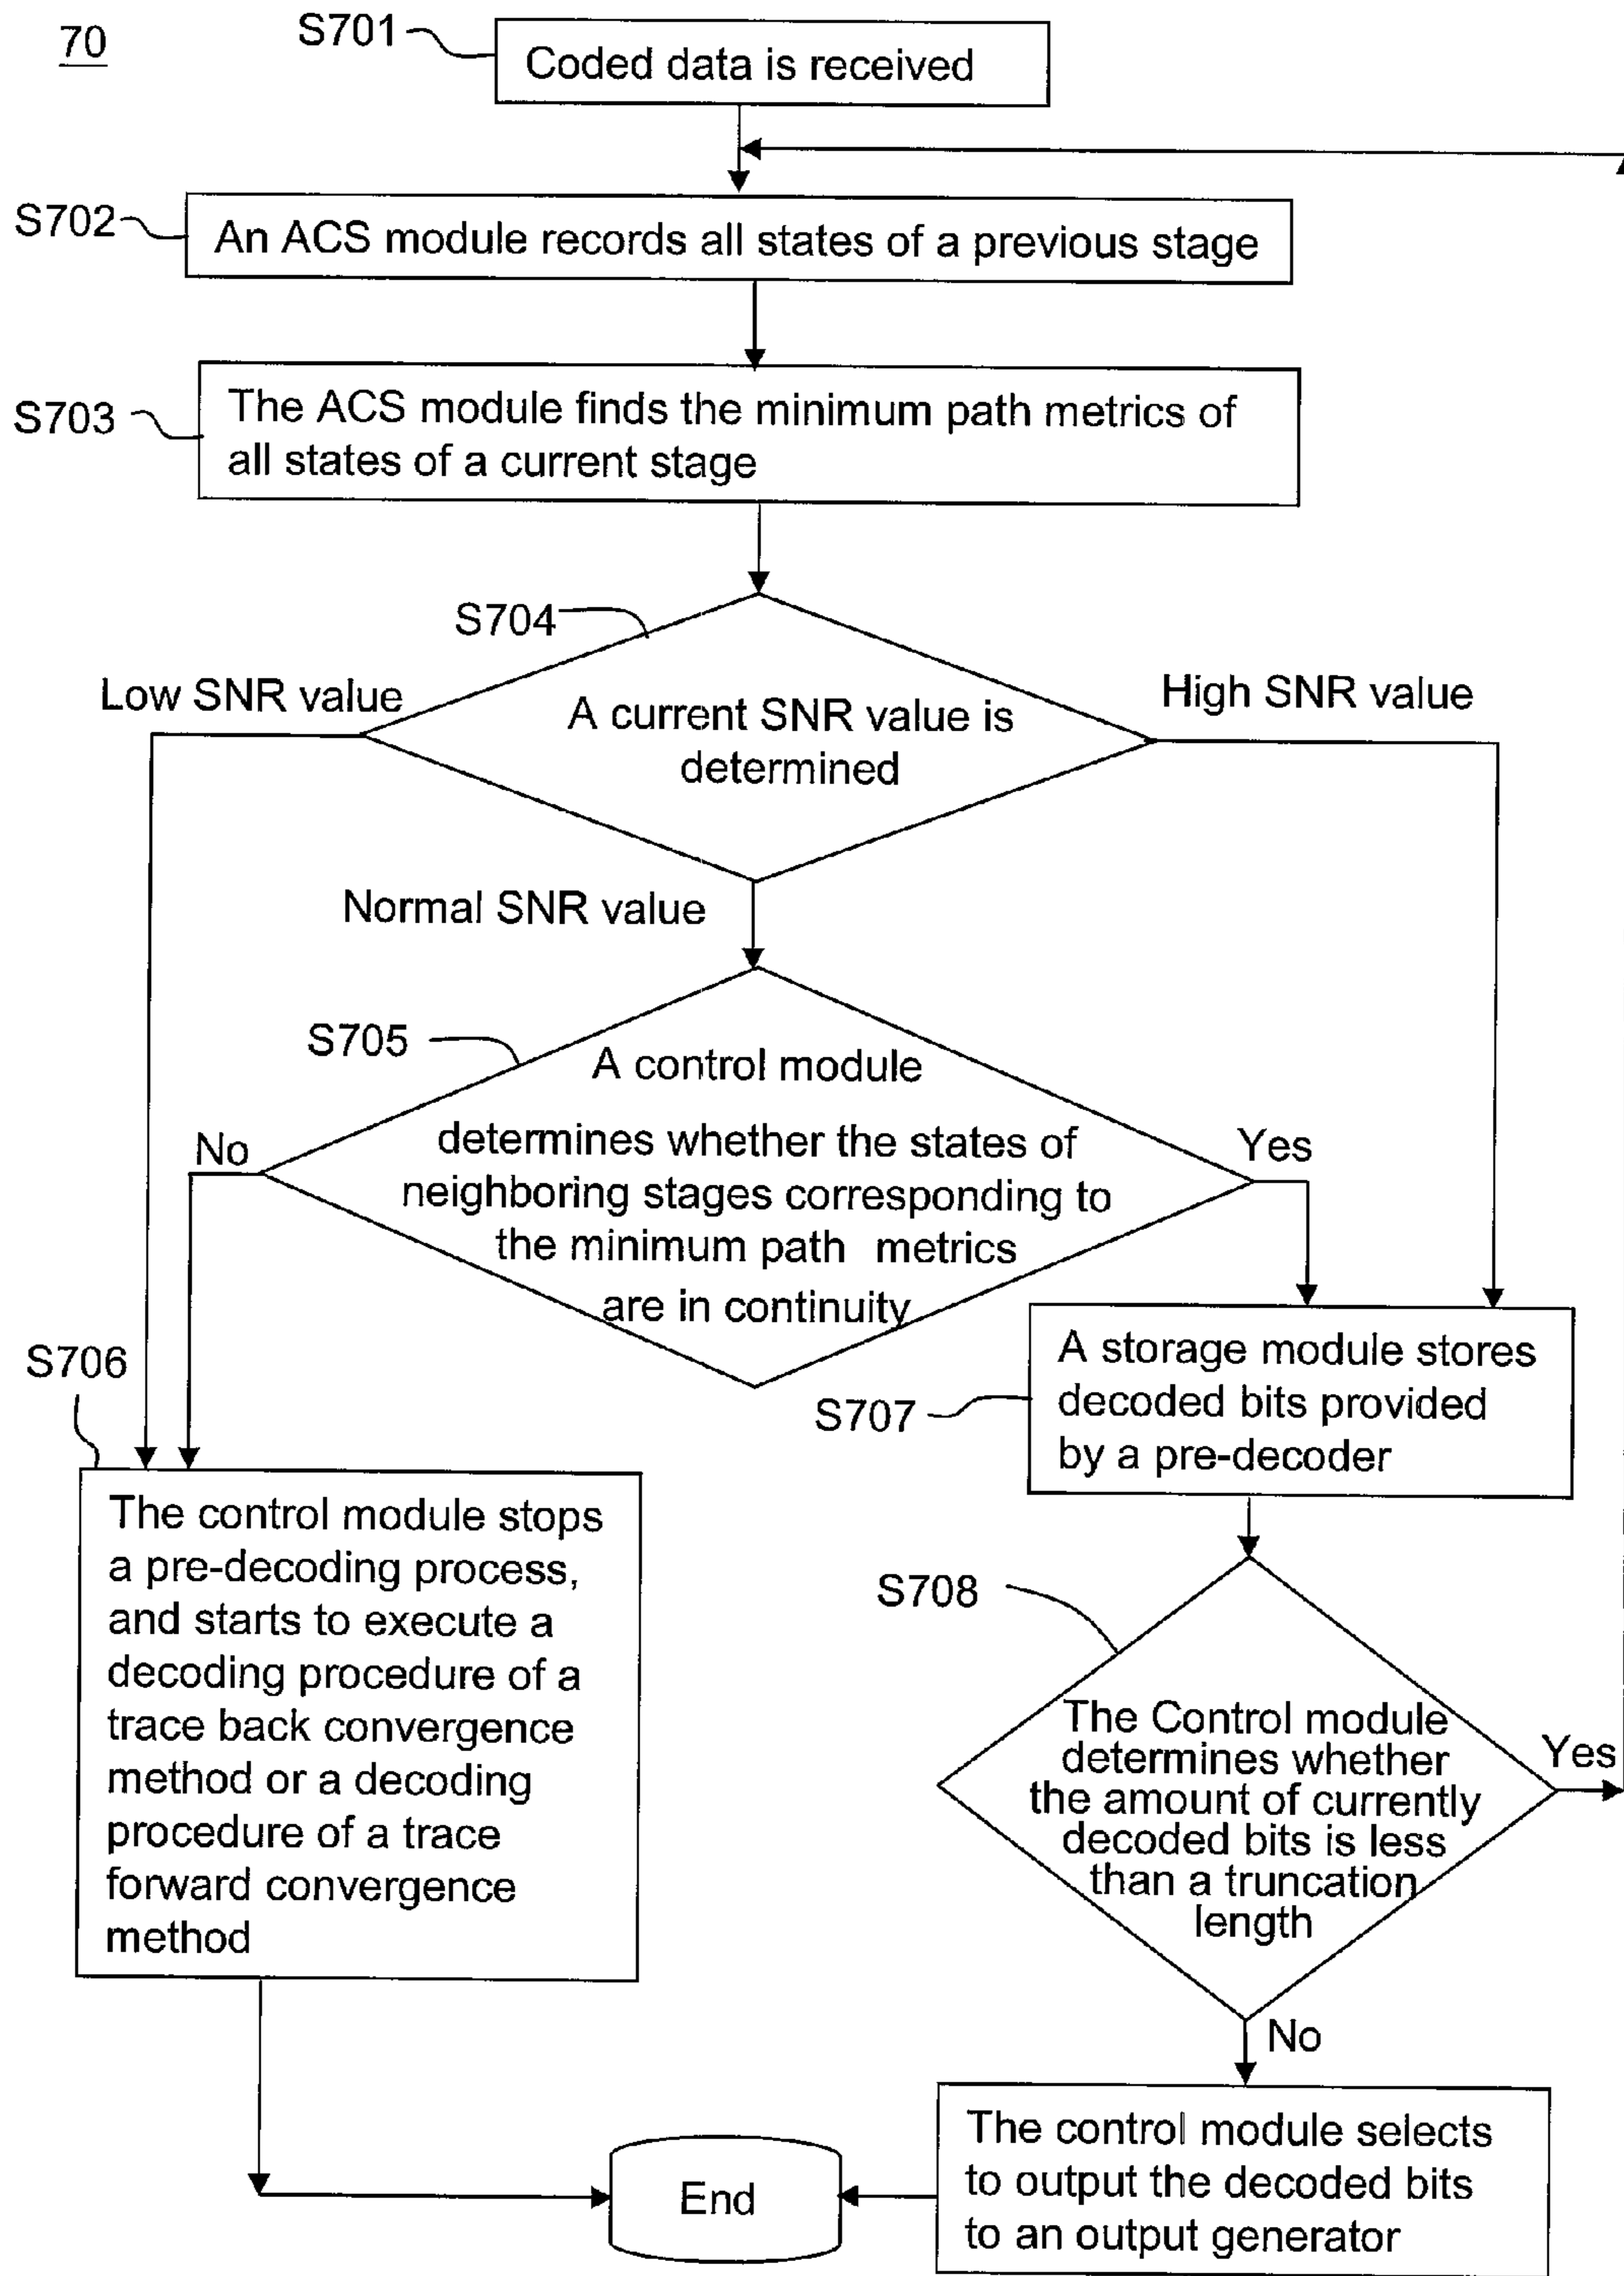 70
S701
Coded data is received
S702
An ACS module records all states of a previous stage
S703
The ACS module finds the minimum path metrics of
all states of a current stage
S704
Low SNR value
A current SNR value is
determined
High SNR value
Normal SNR value
S705
A control module
determines whether the states of
neighboring stages corresponding to
the minimum path metrics
are in continuity
No
Yes
S706
The control module stops
a pre-decoding process,
and starts to execute a
decoding procedure of a
trace back convergence
method or a decoding
procedure of a trace
forward convergence
method
S707
A storage module stores
decoded bits provided
by a pre-decoder
S708
The Control module
determines whether
the amount of currently
decoded bits is less
than a truncation
length
Yes
No
The control module selects
to output the decoded bits
to an output generator
End